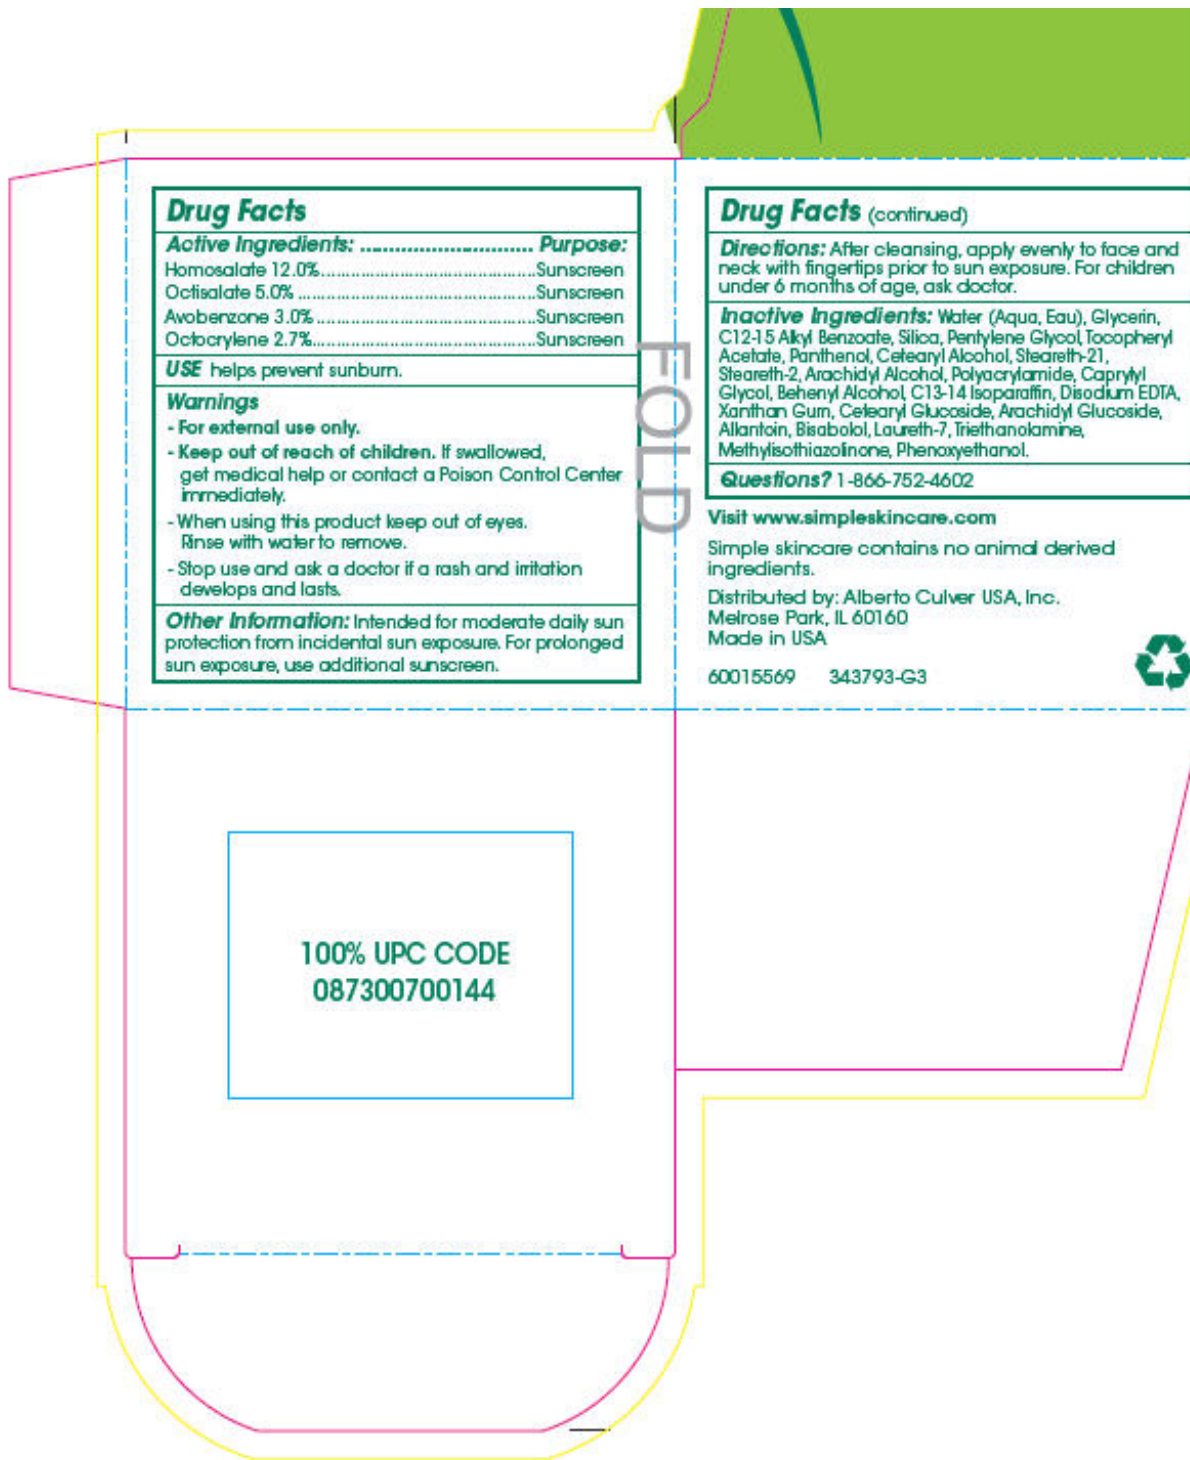 Drug Facts
Active Ingredients: .............................. Purpose:
Homosalate 12.0%..............................................Sunscreen
Octisalate 5.0% ...................................................Sunscreen
Avobenzone 3.0%...............................................Sunscreen
Octocrylene 2.7%................................................Sunscreen
USE helps prevent sunburn.
Warnings
- For external use only.
- Keep out of reach of children. If swallowed,
get medical help or contact a Poison Control Center
immediately.
- When using this product keep out of eyes.
Rinse with water to remove.
- Stop use and ask a doctor if a rash and irritation
develops and lasts.
Other Information: Intended for moderate daily sun
protection from incidental sun exposure. For prolonged
sun exposure, use additional sunscreen.
FOLD
Drug Facts (continued)
Directions: After cleansing, apply evenly to face and
neck with fingertips prior to sun exposure. For children
under 6 months of age, ask doctor.
Inactive Ingredients: Water (Aqua, Eau), Glycerin,
C12-15 Alkyl Benzoate, Silica, Pentylene Glycol, Tocopheryl
Acetate, Panthenol, Cetearyl Alcohol, Steareth-21,
Steareth-2, Arachidyl Alcohol, Polyacrylamide, Caprylyl
Glycol, Behenyl Alcohol, C13-14 Isoparaffin, Disodium EDTA,
Xanthan Gum, Cetearyl Glucoside, Arachidyl Glucoside,
Allantoin, Bisabolol, Laureth-7, Triethanolamine,
Methylisothiazolinone, Phenoxyethanol.
Questions? 1-866-752-4602
Visit www.simpleskincare.com
Simple skincare contains no animal derived
ingredients.
Distributed by: Alberto Culver USA, Inc.
Melrose Park, IL 60160
Made in USA
60015569 343793-G3
100% UPC CODE
087300700144